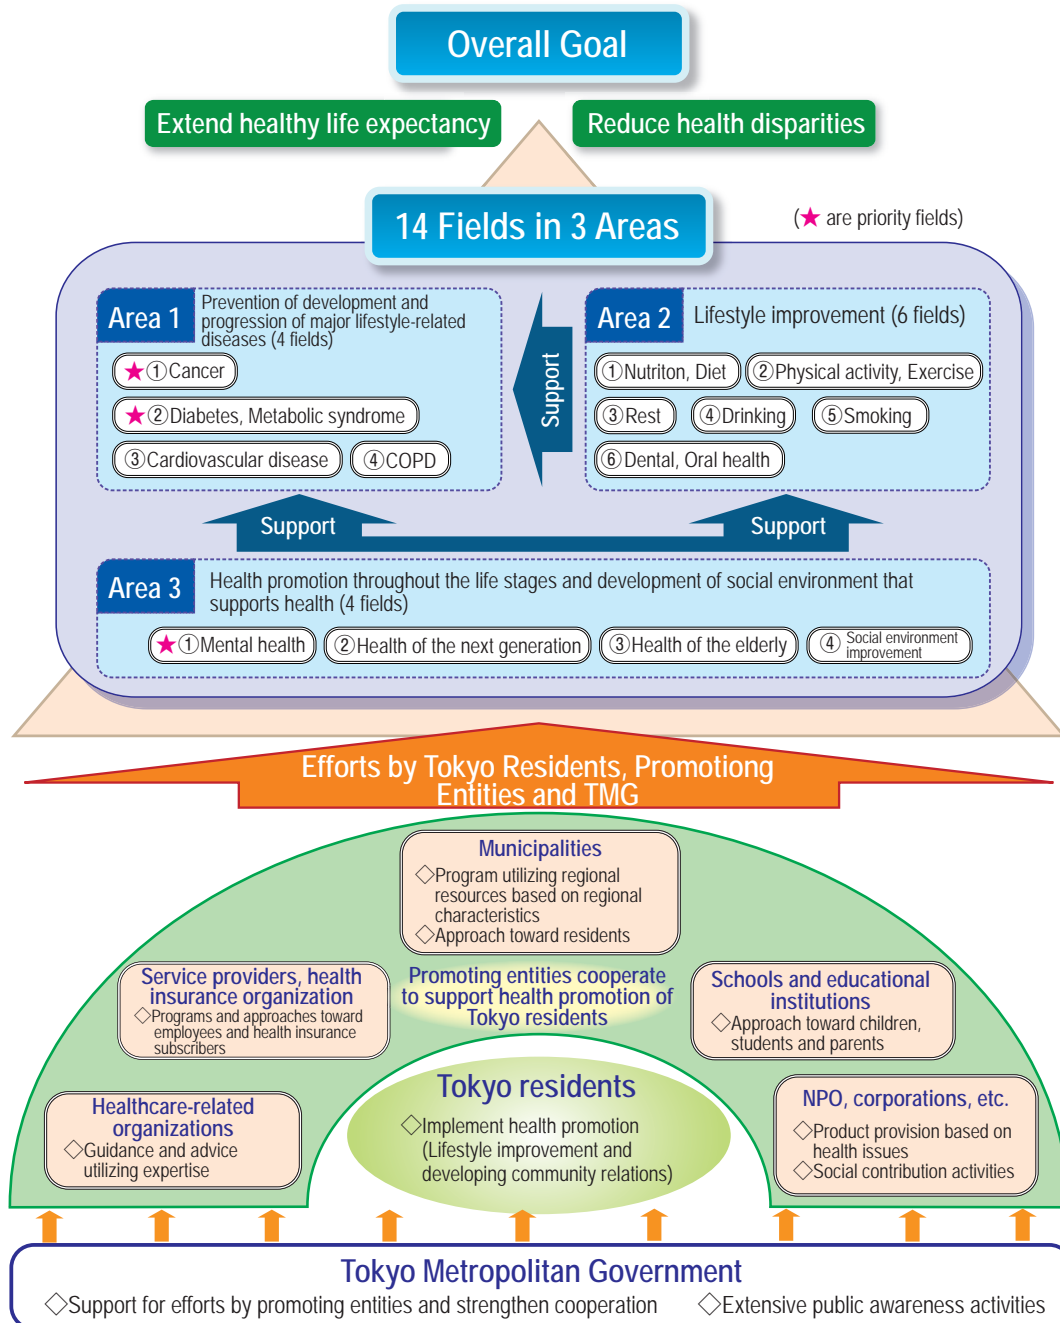 Overall Goal
Extend healthy life expectancy
Reduce health disparities
14 Fields in 3 Areas
(★ are priority fields)
Area 1
Prevention of development and
progression of major lifestyle-related
diseases (4 fields)
★①Cancer
★②Diabetes, Metabolic syndrome
③Cardiovascular disease
④COPD
Support
Area 2
Lifestyle improvement (6 fields)
①Nutriton, Diet
②Physical activity, Exercise
③Rest
④Drinking
⑤Smoking
⑥Dental, Oral health
Support
Support
Area 3
Health promotion throughout the life stages and development of social environment that
supports health (4 fields)
★①Mental health
②Health of the next generation
③Health of the elderly
④ Social environment
improvement
Efforts by Tokyo Residents, Promotiong
Entities and TMG
Municipalities
◇Program utilizing regional
resources based on regional
characteristics
◇Approach toward residents
Service providers, health
insurance organization
◇Programs and approaches toward
employees and health insurance
subscribers
Promoting entities cooperate
to support health promotion of
Tokyo residents
Schools and educational
institutions
◇Approach toward children,
students and parents
Healthcare-related
organizations
◇Guidance and advice
utilizing expertise
Tokyo residents
◇Implement health promotion
(Lifestyle improvement and
developing community relations)
NPO, corporations, etc.
◇Product provision based on
health issues
◇Social contribution activities
Tokyo Metropolitan Government
◇Support for efforts by promoting entities and strengthen cooperation
◇Extensive public awareness activities